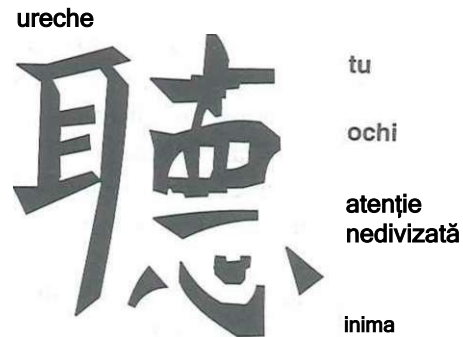 ureche
聽
tu
ochi
atenție
nedivizată
inima